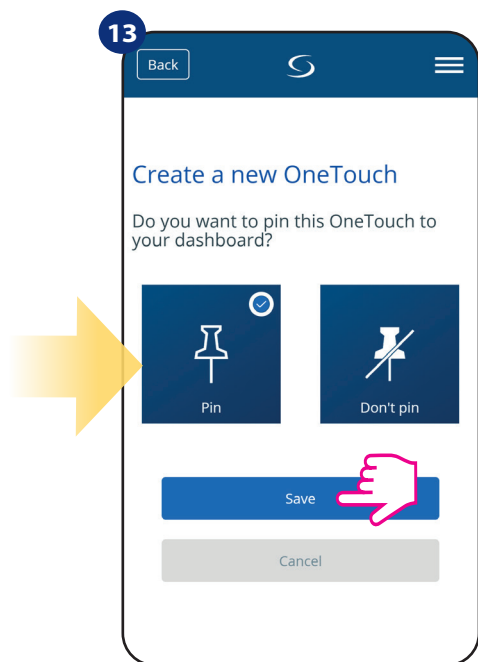 13
Back
Create a new OneTouch
Do you want to pin this OneTouch to
your dashboard?
Pin
Don't pin
Save
Cancel